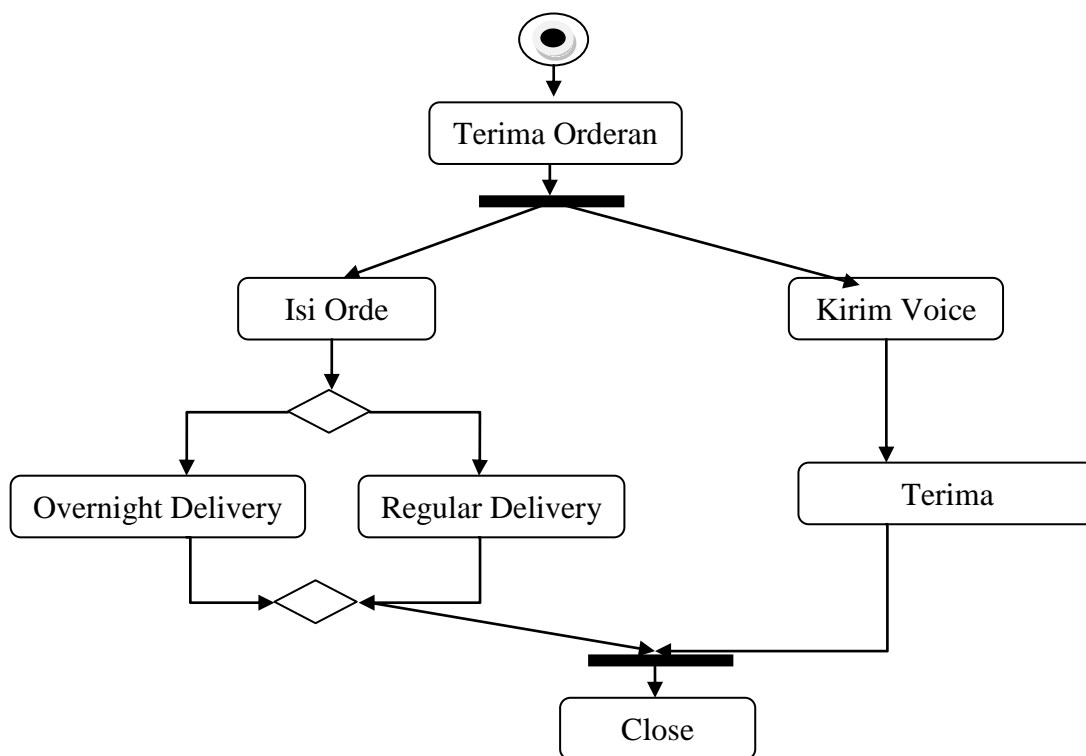 Terima Orderan
Isi Orde
Kirim Voice
Overnight Delivery
Regular Delivery
Terima
Close